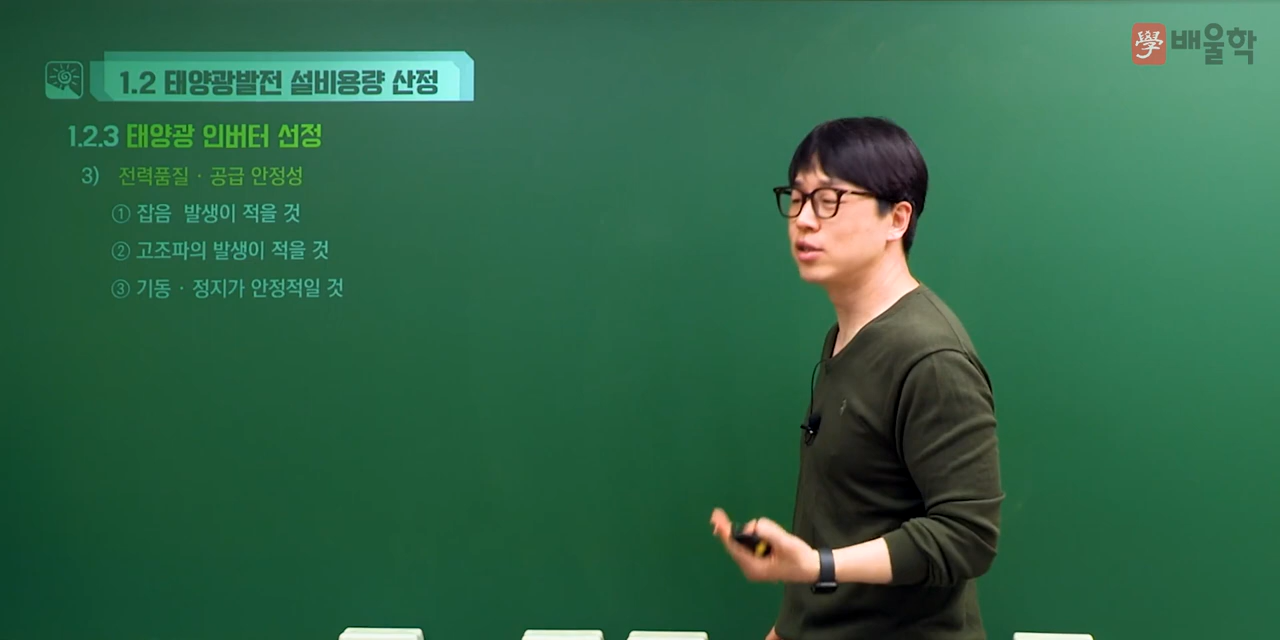 學 배울학
1.2 태양광발전 설비용량 산정
1.2.3 태양광 인버터 선정
3) 전력품질 · 공급 안정성
① 잡음 발생이 적을 것
② 고조파의 발생이 적을 것
③ 기동 · 정지가 안정적일 것